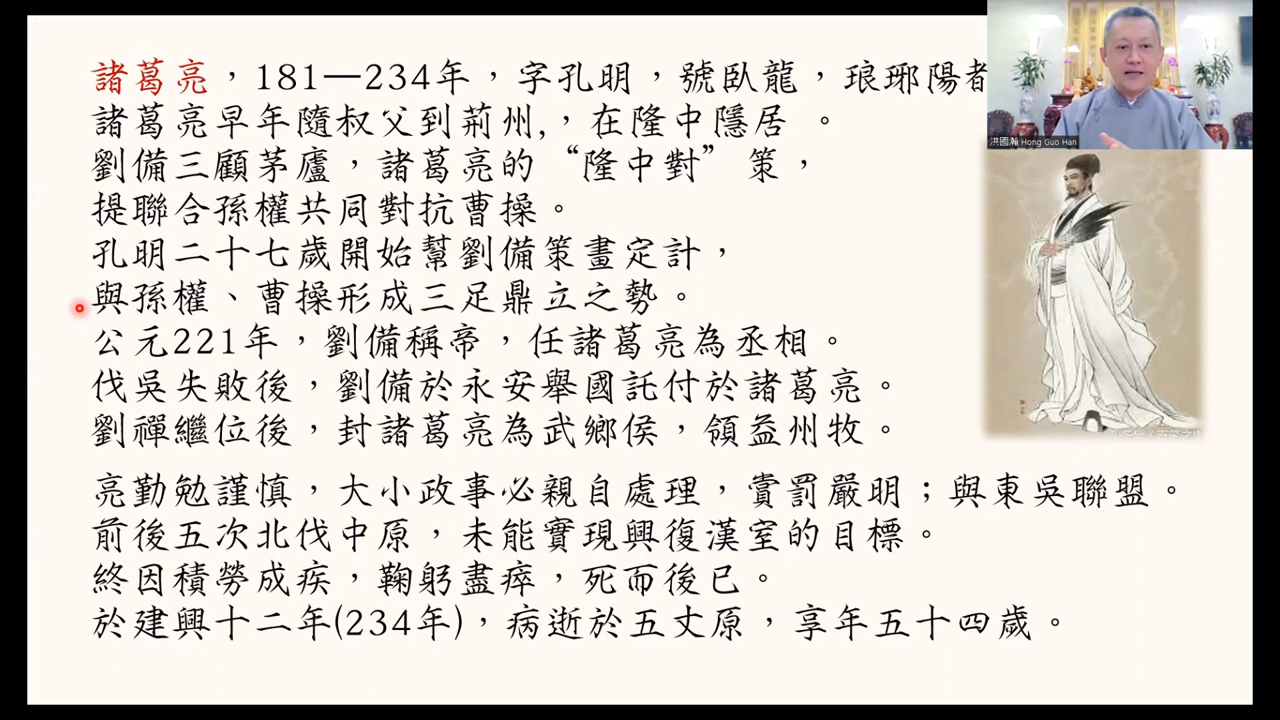 諸葛亮，181—234年，字孔明，號臥龍，琅琊陽都
諸葛亮早年隨叔父到荊州,，在隆中隱居 。
劉備三顧茅廬，諸葛亮的“隆中對”策，
提聯合孫權共同對抗曹操。
孔明二十七歲開始幫劉備策畫定計，
與孫權、曹操形成三足鼎立之勢。
公元221年，劉備稱帝，任諸葛亮為丞相。
伐吳失敗後，劉備於永安舉國託付於諸葛亮。
劉禪繼位後，封諸葛亮為武鄉侯，領益州牧。
亮勤勉謹慎，大小政事必親自處理，賞罰嚴明；與東吳聯盟。
前後五次北伐中原，未能實現興復漢室的目標。
終因積勞成疾，鞠躬盡瘁，死而後已。
於建興十二年(234年)，病逝於五丈原，享年五十四歲。
洪國瀚 Hong Guo Han